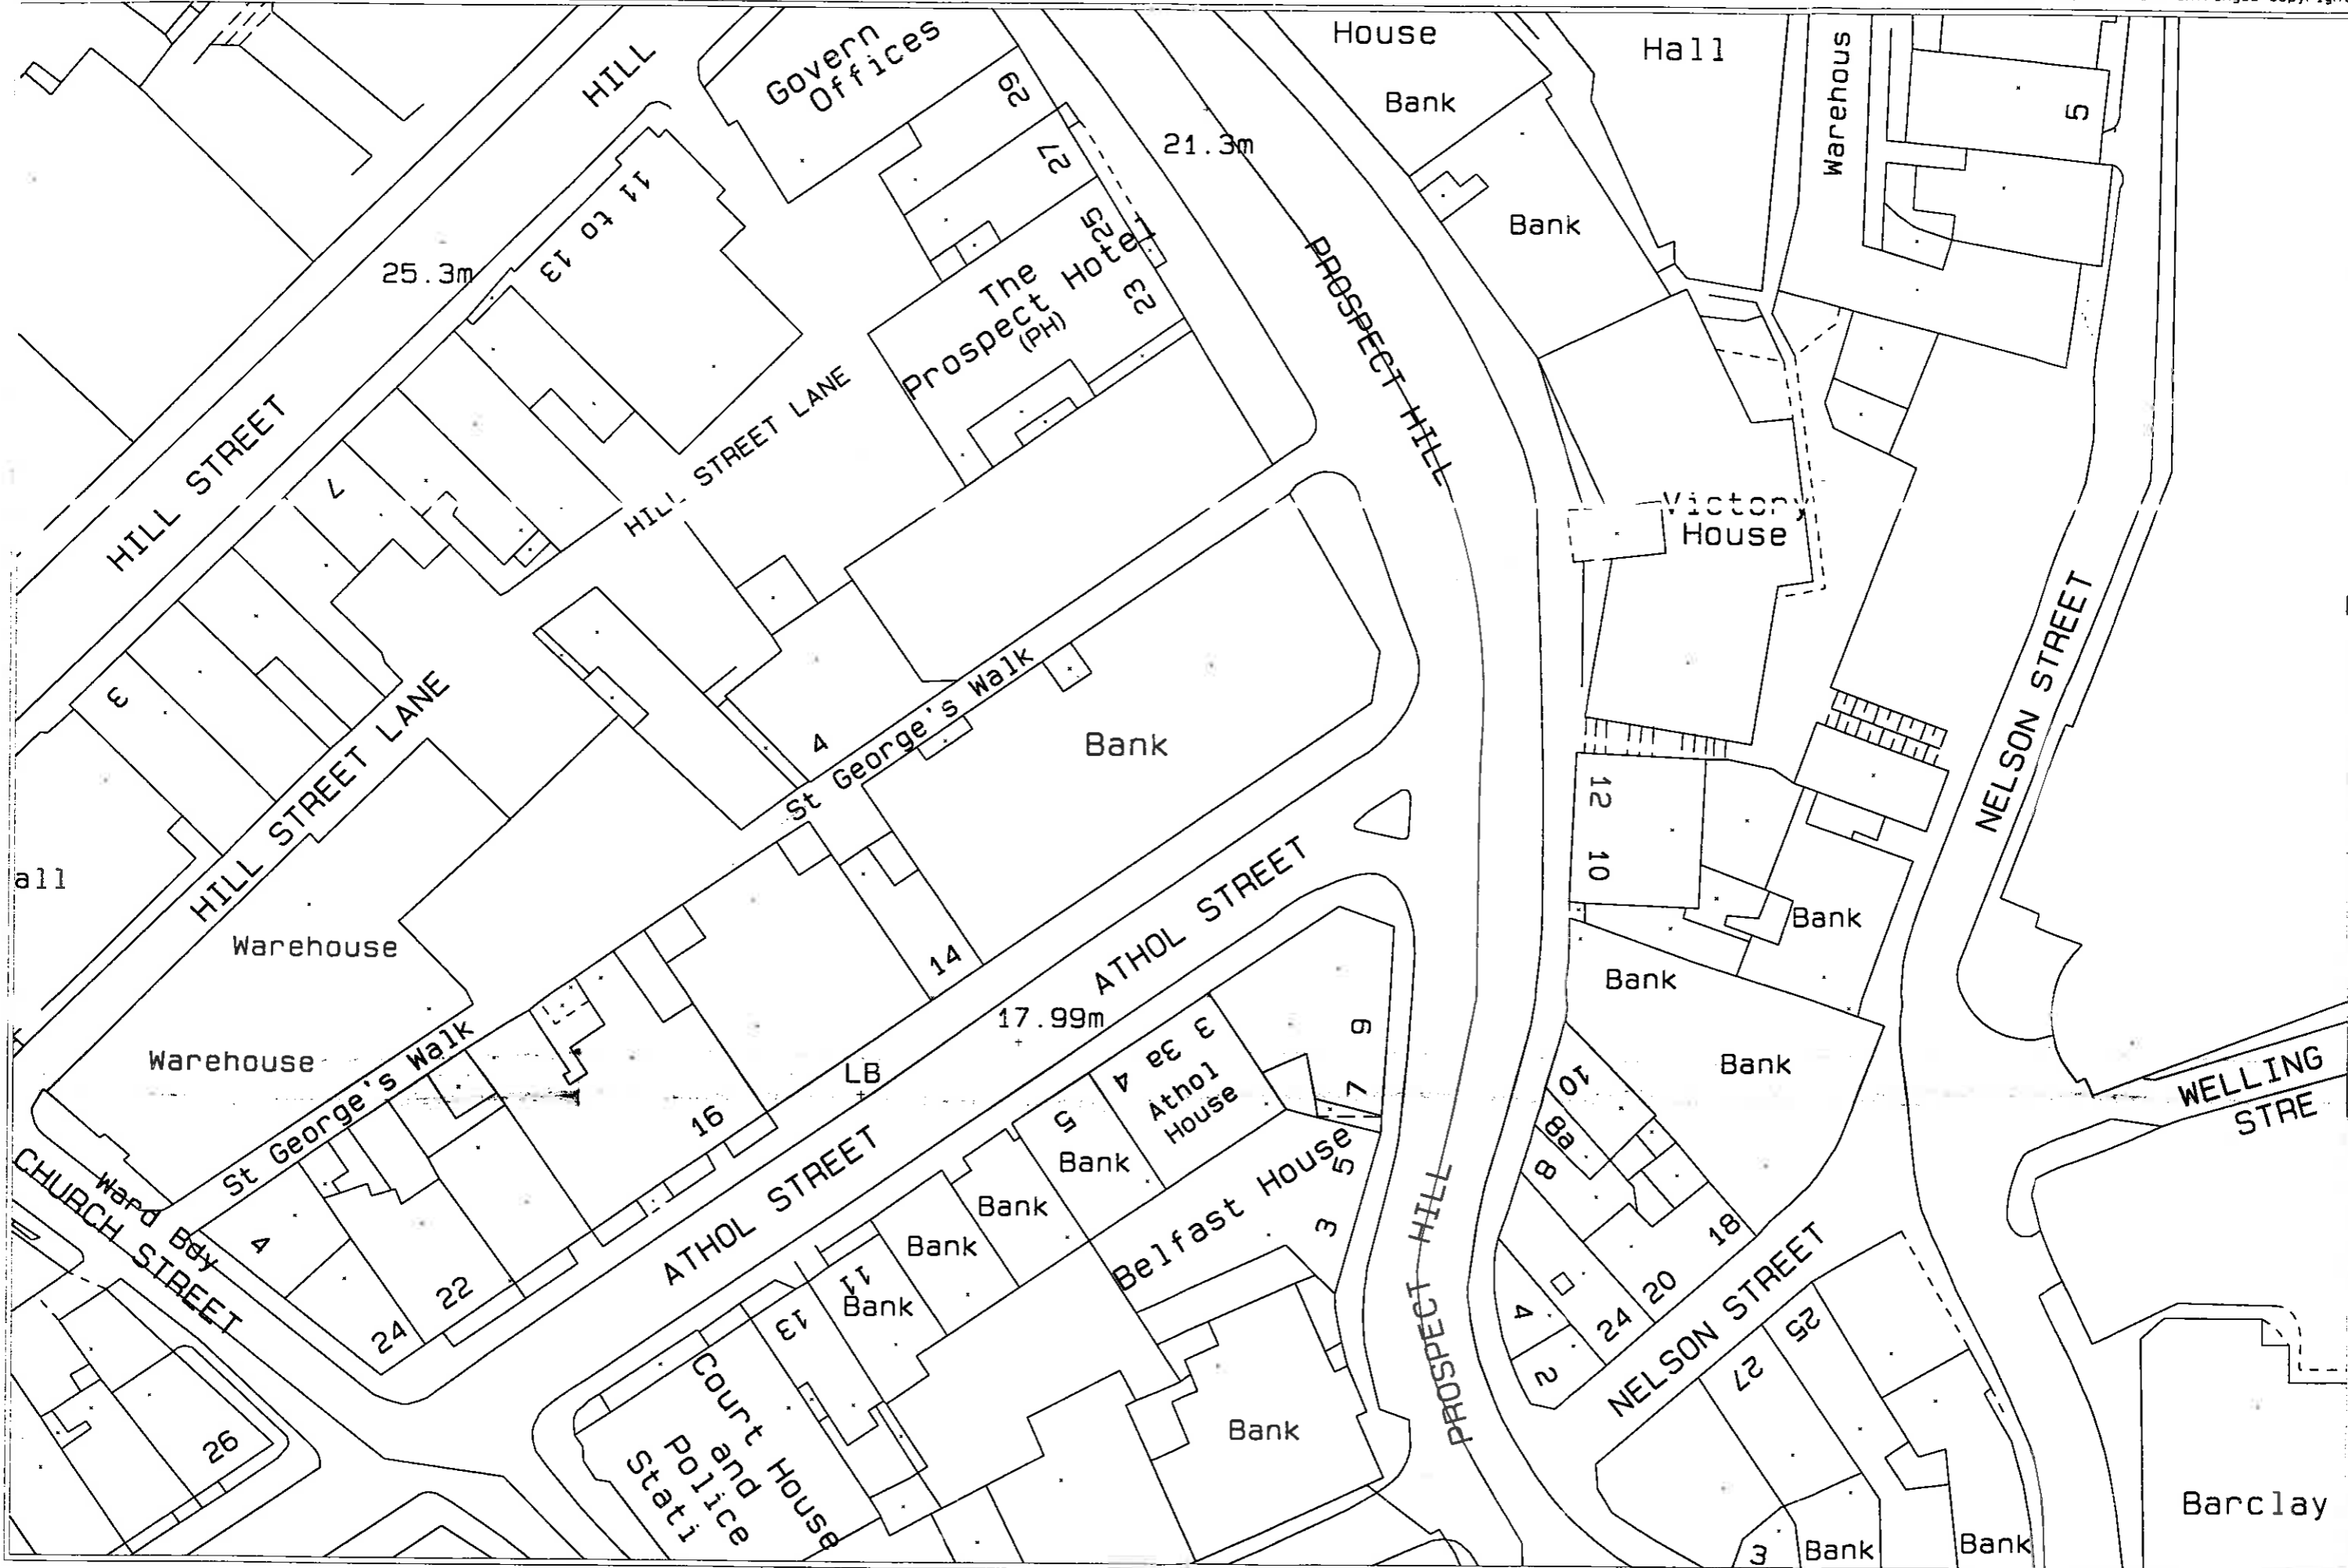 Govern
Offices
House
Hall
Bank
Warehous
5
HILL
29
27
25
23
21.3m
11 to 13
25.3m
The
Prospect Hotel
(PH)
Bank
PROSPECT HILL
HILL STREET
HILL STREET LANE
7
Victory
House
NELSON STREET
3
HILL STREET LANE
4
St George's Walk
Bank
12
10
all
Warehouse
14
ATHOL STREET
Bank
Bank
Warehouse
St George's Walk
17.99m
LB
16
3
3a
4
Athol
House
6
7
5
Bank
Bank
10
8a
8
WELLING
STRE
CHURCH STREET
Ward Bdy
4
22
24
ATHOL STREET
Bank
Bank
Belfast House
5
3
11
Bank
13
PROSPECT HILL
18
20
24
4
2
NELSON STREET
25
27
26
Court House
and
Police
Stati
Bank
3
Bank
Bank
Barclay